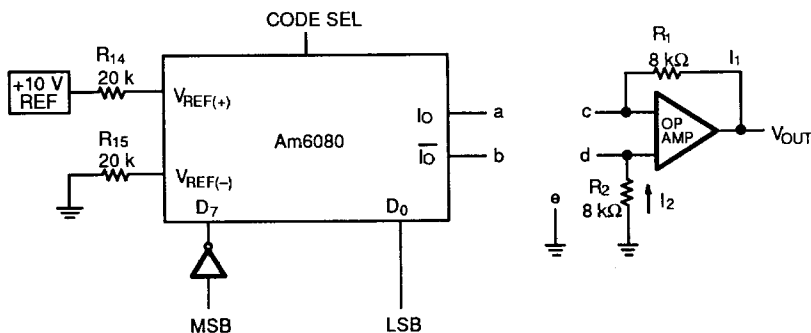 CODE SEL
R14
20 k
+10 V
REF
VREF(+)
R15
20 k
VREF(–)
Am6080
IO
a
IO
b
D7
D0
MSB
LSB
R1
8 kΩ
I1
c
OP
AMP
d
VOUT
R2
8 kΩ
I2
e